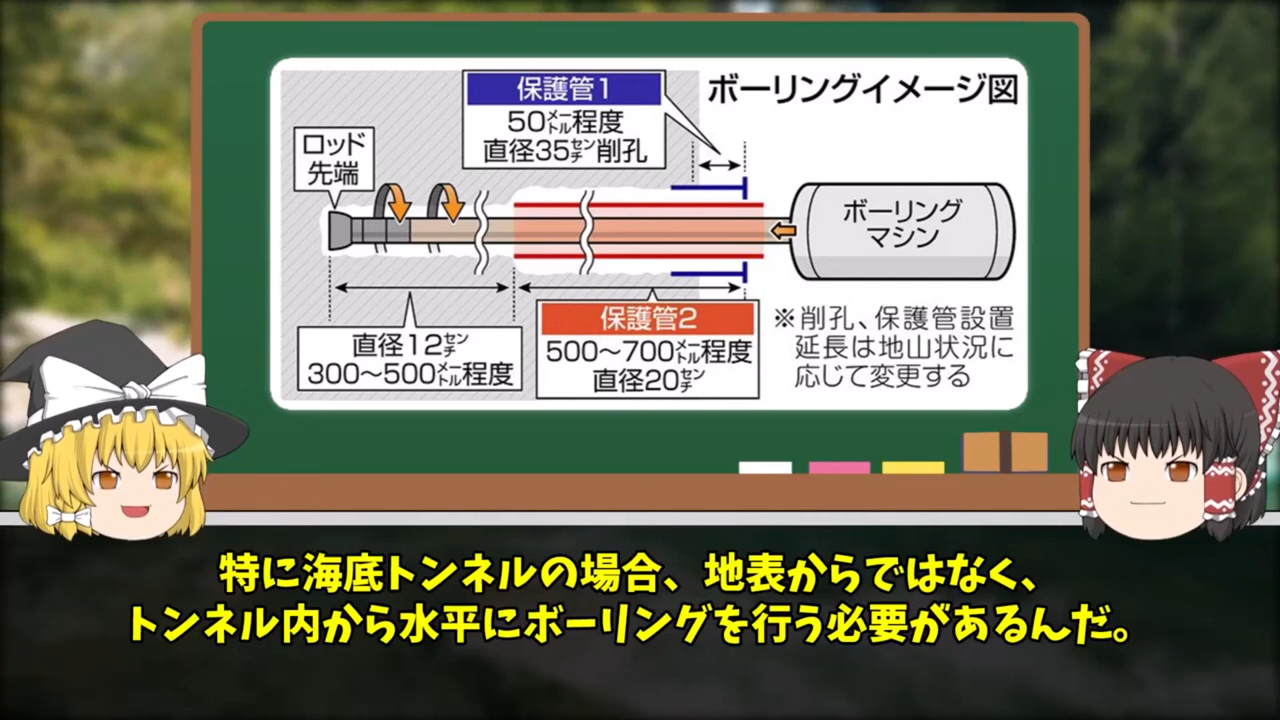 ボーリングイメージ図
保護管1
50㍍程度
直径35㌢削孔
ロッド
先端
ボーリング
マシン
直径12㌢
300〜500㍍程度
保護管2
500〜700㍍程度
直径20㌢
※削孔、保護管設置
延長は地山状況に
応じて変更する
特に海底トンネルの場合、地表からではなく、
トンネル内から水平にボーリングを行う必要があるんだ。